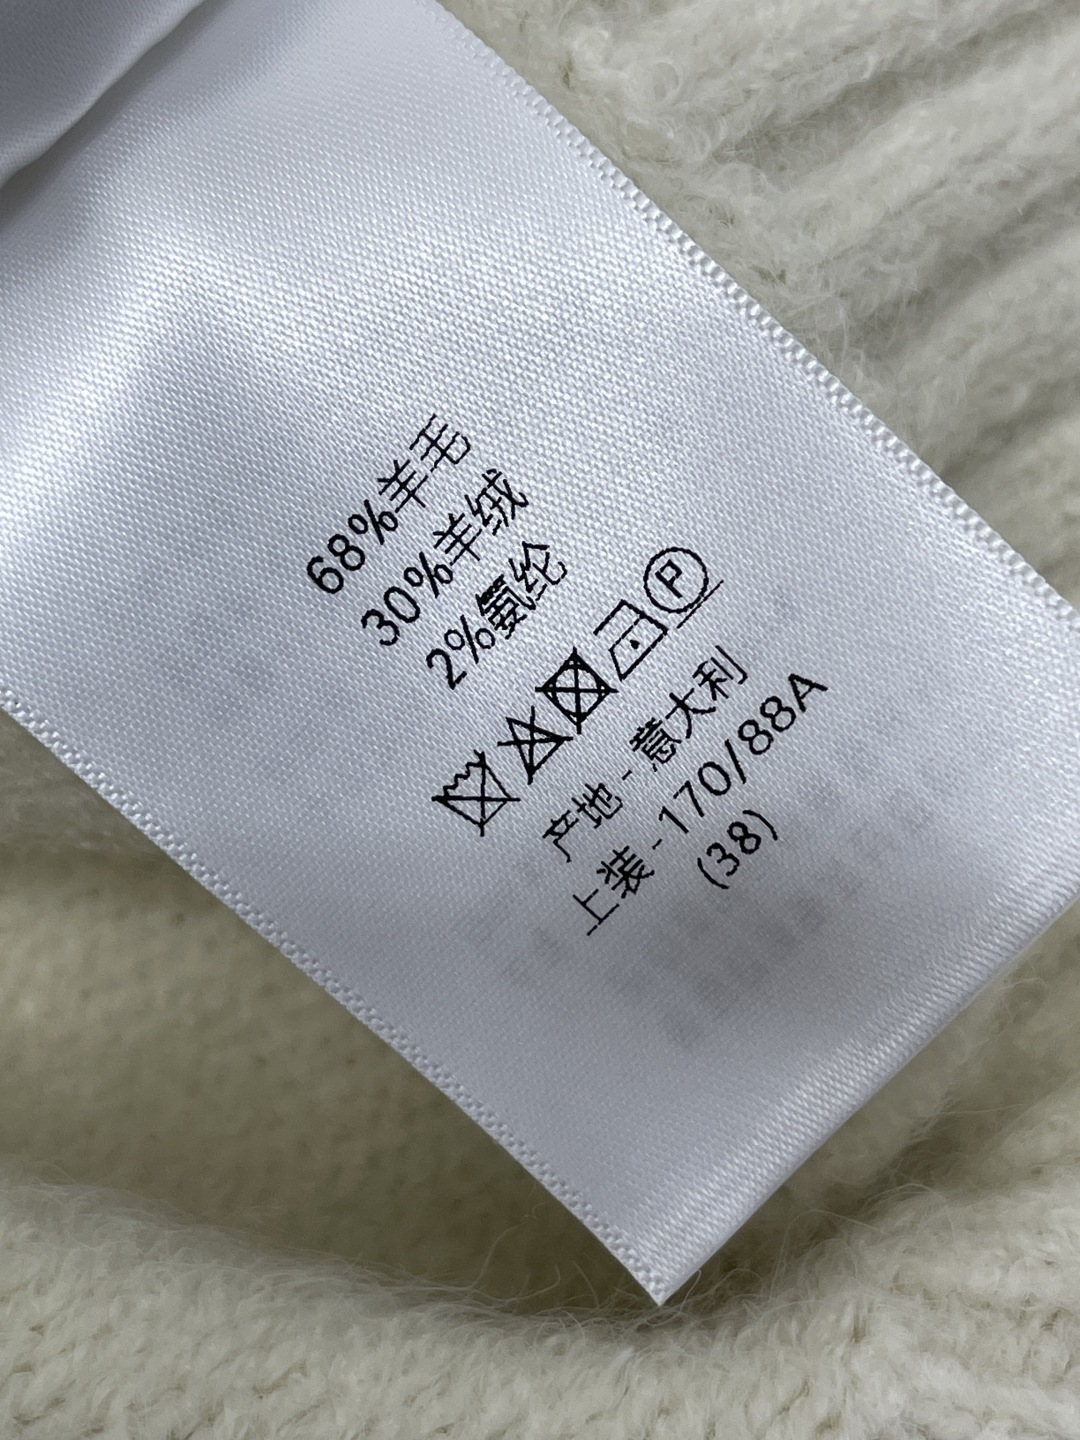 68%羊毛
30%羊绒
2%氨纶
P
产地-意大利
上装-170/88A
(38)